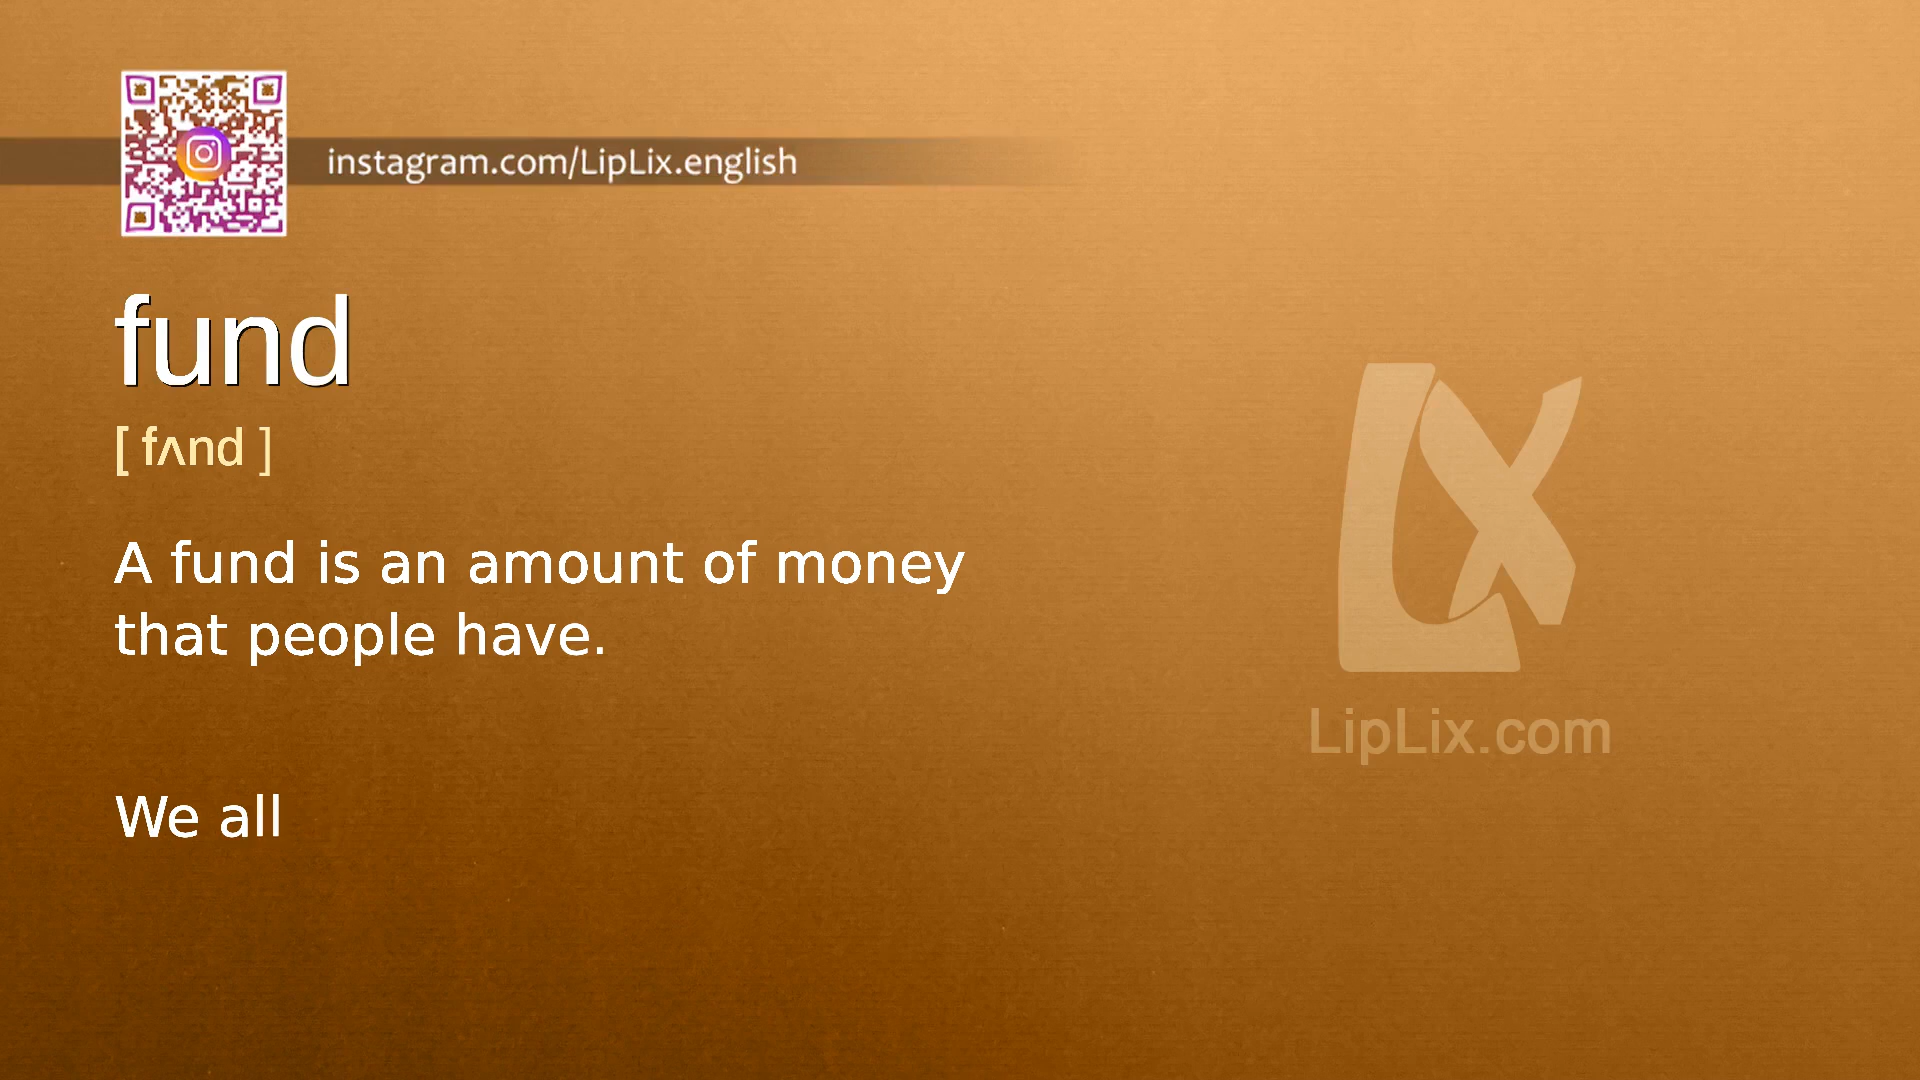 instagram.com/LipLix.english
fund
[ fʌnd ]
A fund is an amount of money
that people have.
We all
LX
LipLix.com